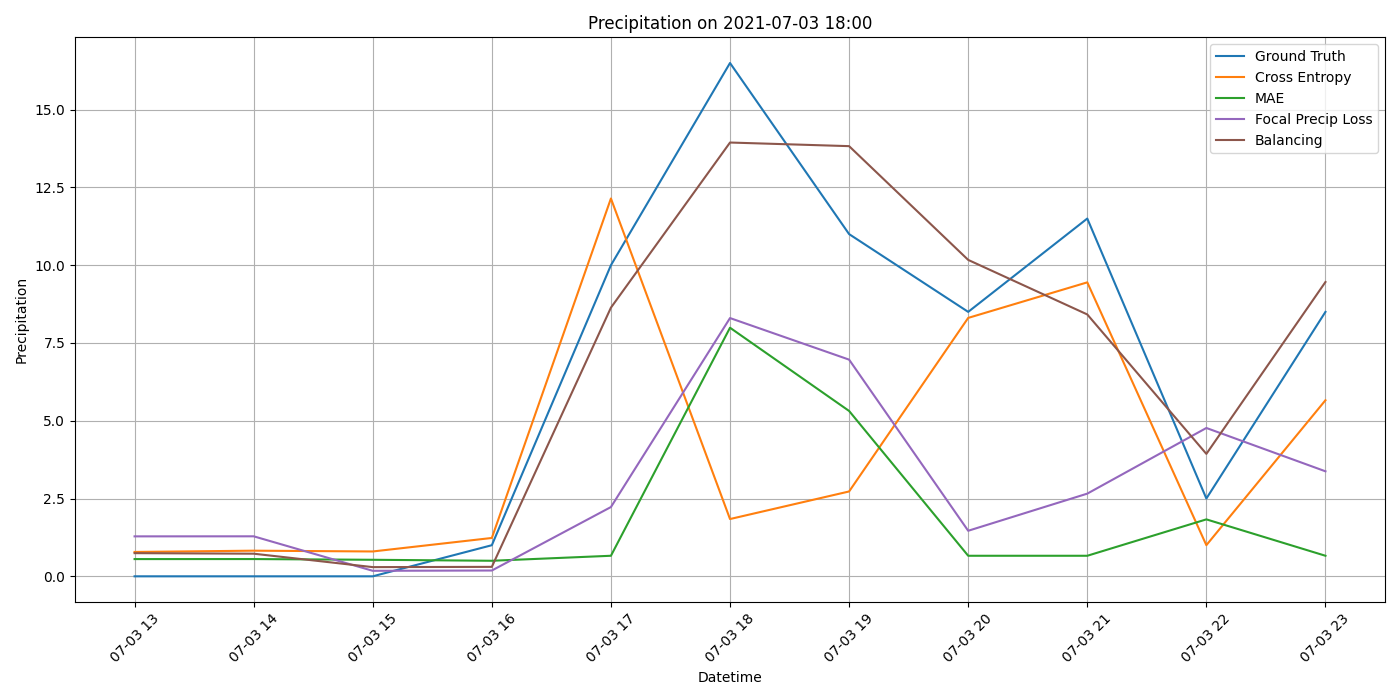 Precipitation on 2021-07-03 18:00
Ground Truth
Cross Entropy
MAE
Focal Precip Loss
Balancing
Precipitation
15.0
12.5
10.0
7.5
5.0
2.5
0.0
07-03 13
07-03 14
07-03 15
07-03 16
07-03 17
07-03 18
07-03 19
07-03 20
07-03 21
07-03 22
07-03 23
Datetime